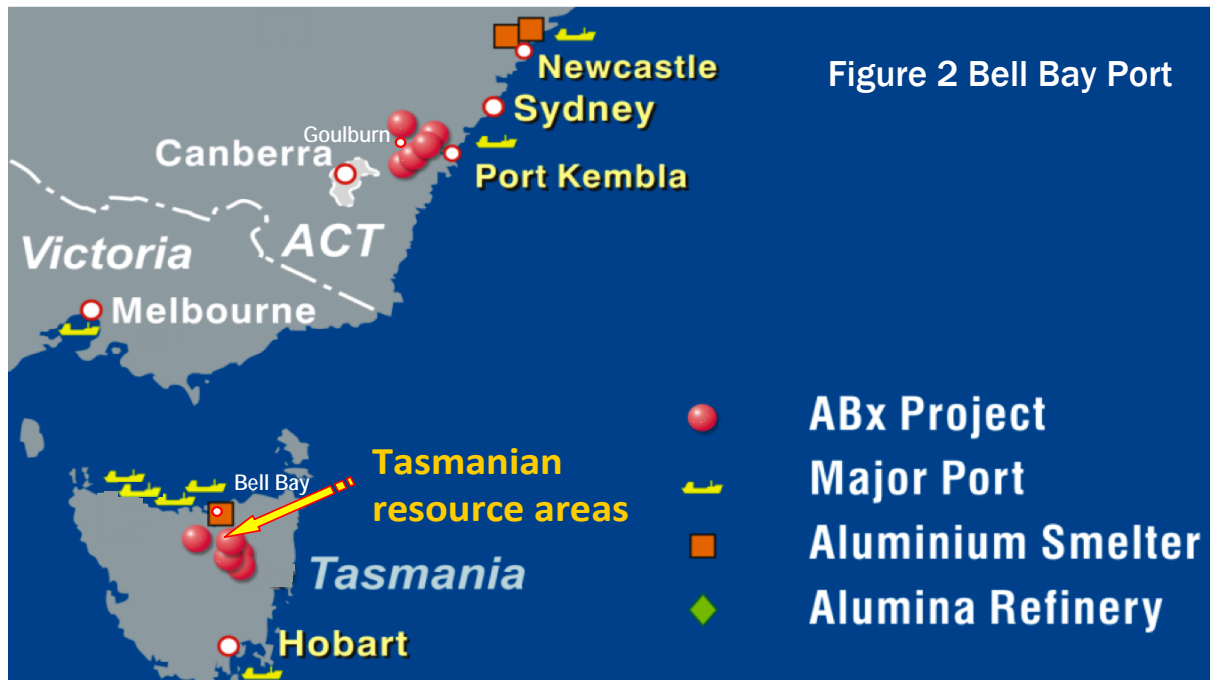 Newcastle
Figure 2 Bell Bay Port
Sydney
Goulburn
Canberra
Port Kembla
ACT
Victoria
Melbourne
ABx Project
Tasmanian
resource areas
Bell Bay
Major Port
Aluminium Smelter
Tasmania
Alumina Refinery
Hobart